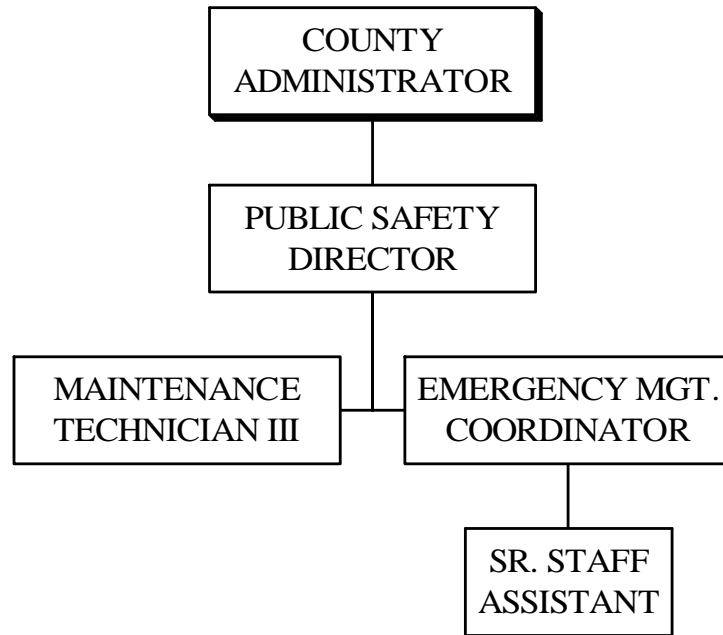 COUNTY
ADMINISTRATOR
PUBLIC SAFETY
DIRECTOR
MAINTENANCE
TECHNICIAN III
EMERGENCY MGT.
COORDINATOR
SR. STAFF
ASSISTANT